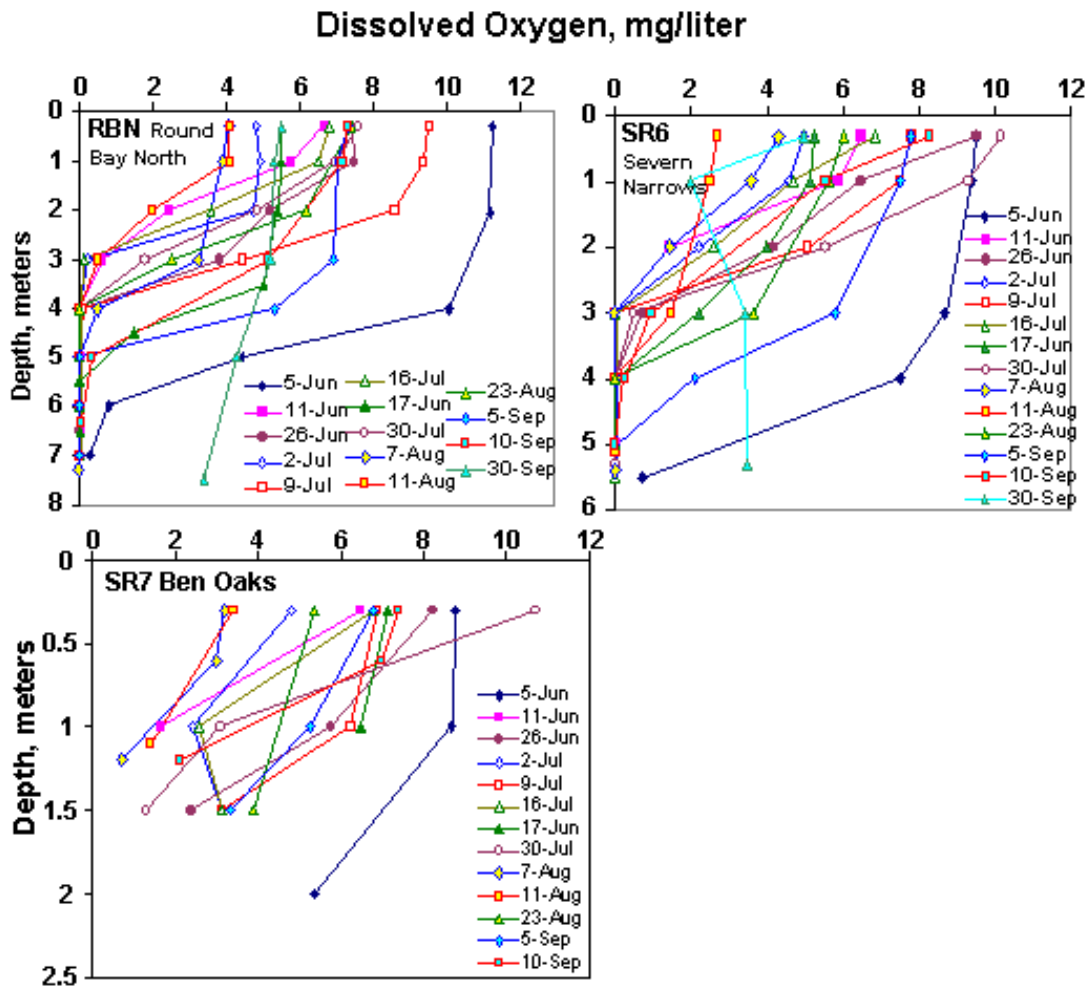 Dissolved Oxygen, mg/liter
0 2 4 6 8 10 12
RBN Round
Bay North
Depth, meters
0
1
2
3
4
5
6
7
8
5-Jun
11-Jun
26-Jun
2-Jul
9-Jul
16-Jul
17-Jun
30-Jul
7-Aug
11-Aug
23-Aug
5-Sep
10-Sep
30-Sep
0 2 4 6 8 10 12
SR6
Severn
Narrows
Depth, meters
0
1
2
3
4
5
6
5-Jun
11-Jun
26-Jun
2-Jul
9-Jul
16-Jul
17-Jun
30-Jul
7-Aug
11-Aug
23-Aug
5-Sep
10-Sep
30-Sep
0 2 4 6 8 10 12
SR7 Ben Oaks
Depth, meters
0
0.5
1
1.5
2
2.5
5-Jun
11-Jun
26-Jun
2-Jul
9-Jul
16-Jul
17-Jun
30-Jul
7-Aug
11-Aug
23-Aug
5-Sep
10-Sep